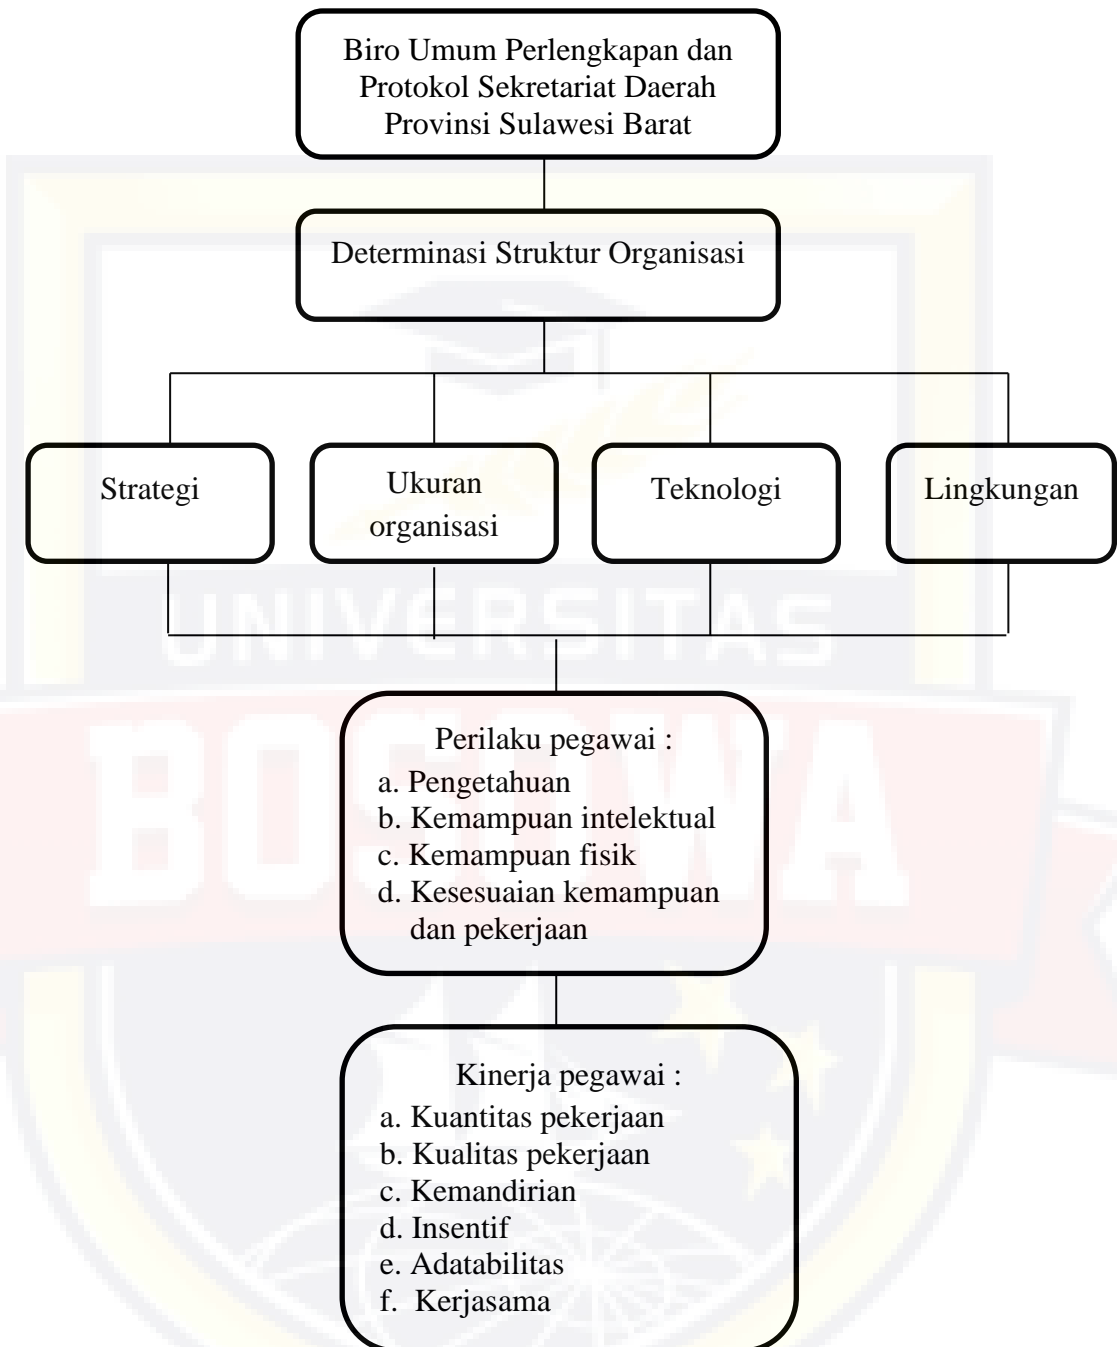 Biro Umum Perlengkapan dan
Protokol Sekretariat Daerah
Provinsi Sulawesi Barat
Determinasi Struktur Organisasi
Strategi
Ukuran
organisasi
Teknologi
Lingkungan
UNIVERSITAS
BOSOWA
Perilaku pegawai :
a. Pengetahuan
b. Kemampuan intelektual
c. Kemampuan fisik
d. Kesesuaian kemampuan
dan pekerjaan
Kinerja pegawai :
a. Kuantitas pekerjaan
b. Kualitas pekerjaan
c. Kemandirian
d. Insentif
e. Adatabilitas
f. Kerjasama